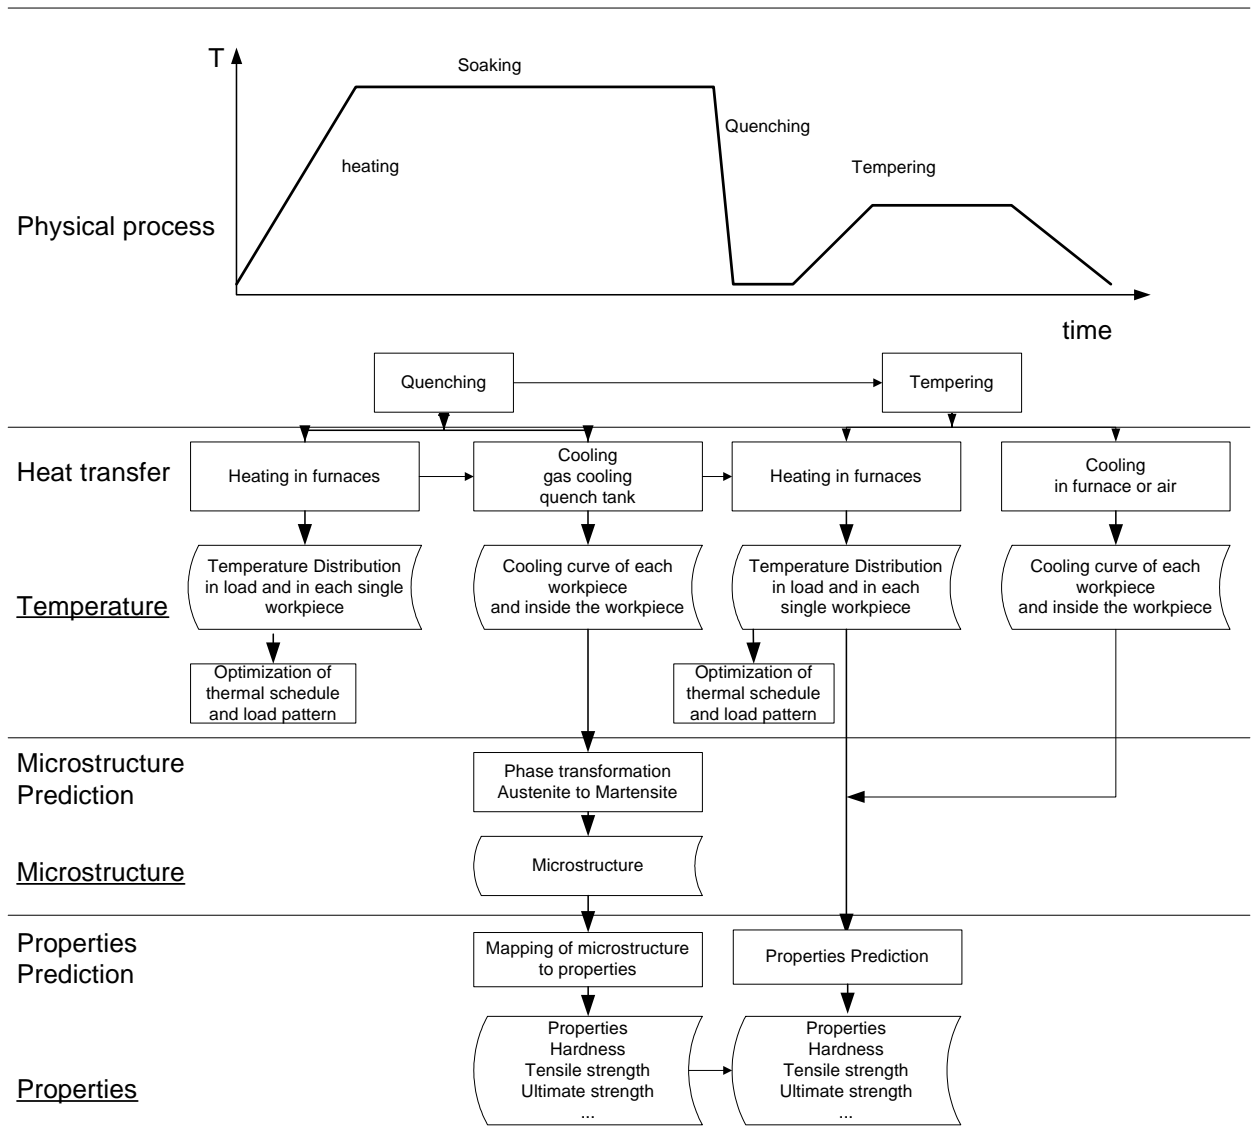 T
Soaking
Quenching
heating
Tempering
Physical process
time
Quenching
Tempering
Heat transfer
Heating in furnaces
Cooling
gas cooling
quench tank
Heating in furnaces
Cooling
in furnace or air
Temperature
Temperature Distribution
in load and in each single
workpiece
Cooling curve of each
workpiece
and inside the workpiece
Temperature Distribution
in load and in each
single workpiece
Cooling curve of each
workpiece
and inside the workpiece
Optimization of
thermal schedule
and load pattern
Optimization of
thermal schedule
and load pattern
Microstructure
Prediction
Phase transformation
Austenite to Martensite
Microstructure
Microstructure
Properties
Prediction
Mapping of microstructure
to properties
Properties Prediction
Properties
Properties
Hardness
Tensile strength
Ultimate strength
...
Properties
Hardness
Tensile strength
Ultimate strength
...